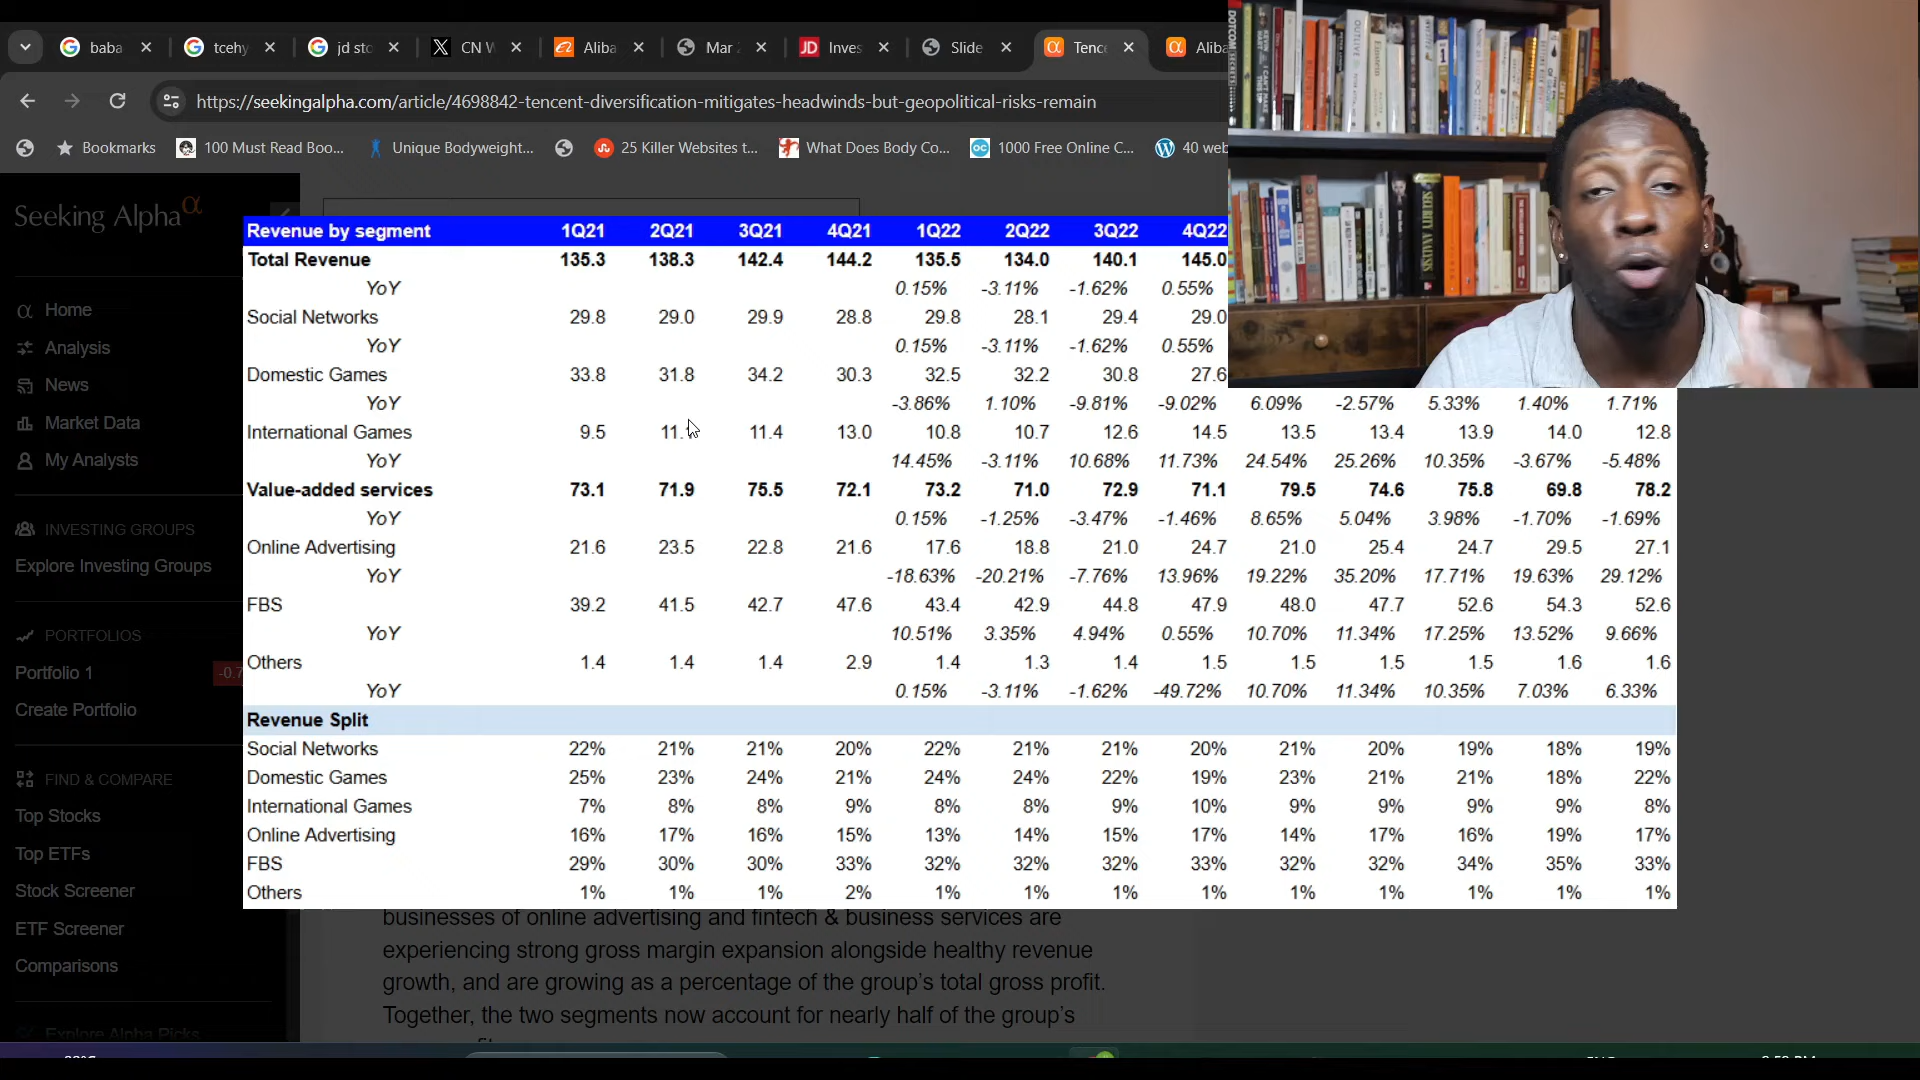 baba
tcehy
jd sto
CN W
Aliba
Mar 2
Inves
Slide
Tence
Aliba
https://seekingalpha.com/article/4698842-tencent-diversification-mitigates-headwinds-but-geopolitical-risks-remain
Bookmarks
100 Must Read Boo...
Unique Bodyweight...
25 Killer Websites t...
What Does Body Co...
1000 Free Online C...
40 web
Seeking Alpha α
Home
Analysis
News
Market Data
My Analysts
INVESTING GROUPS
Explore Investing Groups
PORTFOLIOS
Portfolio 1 -0.7
Create Portfolio
FIND & COMPARE
Top Stocks
Top ETFs
Stock Screener
ETF Screener
Comparisons
Explore Alpha Picks
Revenue by segment 1Q21 2Q21 3Q21 4Q21 1Q22 2Q22 3Q22 4Q22
Total Revenue 135.3 138.3 142.4 144.2 135.5 134.0 140.1 145.0
YoY 0.15% -3.11% -1.62% 0.55%
Social Networks 29.8 29.0 29.9 28.8 29.8 28.1 29.4 29.0
YoY 0.15% -3.11% -1.62% 0.55%
Domestic Games 33.8 31.8 34.2 30.3 32.5 32.2 30.8 27.6
YoY -3.86% 1.10% -9.81% -9.02% 6.09% -2.57% 5.33% 1.40% 1.71%
International Games 9.5 11. 11.4 13.0 10.8 10.7 12.6 14.5 13.5 13.4 13.9 14.0 12.8
YoY 14.45% -3.11% 10.68% 11.73% 24.54% 25.26% 10.35% -3.67% -5.48%
Value-added services 73.1 71.9 75.5 72.1 73.2 71.0 72.9 71.1 79.5 74.6 75.8 69.8 78.2
YoY 0.15% -1.25% -3.47% -1.46% 8.65% 5.04% 3.98% -1.70% -1.69%
Online Advertising 21.6 23.5 22.8 21.6 17.6 18.8 21.0 24.7 21.0 25.4 24.7 29.5 27.1
YoY -18.63% -20.21% -7.76% 13.96% 19.22% 35.20% 17.71% 19.63% 29.12%
FBS 39.2 41.5 42.7 47.6 43.4 42.9 44.8 47.9 48.0 47.7 52.6 54.3 52.6
YoY 10.51% 3.35% 4.94% 0.55% 10.70% 11.34% 17.25% 13.52% 9.66%
Others 1.4 1.4 1.4 2.9 1.4 1.3 1.4 1.5 1.5 1.5 1.5 1.6 1.6
YoY 0.15% -3.11% -1.62% -49.72% 10.70% 11.34% 10.35% 7.03% 6.33%
Revenue Split
Social Networks 22% 21% 21% 20% 22% 21% 21% 20% 21% 20% 19% 18% 19%
Domestic Games 25% 23% 24% 21% 24% 24% 22% 19% 23% 21% 21% 18% 22%
International Games 7% 8% 8% 9% 8% 8% 9% 10% 9% 9% 9% 9% 8%
Online Advertising 16% 17% 16% 15% 13% 14% 15% 17% 14% 17% 16% 19% 17%
FBS 29% 30% 30% 33% 32% 32% 32% 33% 32% 32% 34% 35% 33%
Others 1% 1% 1% 2% 1% 1% 1% 1% 1% 1% 1% 1% 1%
businesses of online advertising and fintech & business services are
experiencing strong gross margin expansion alongside healthy revenue
growth, and are growing as a percentage of the group's total gross profit.
Together, the two segments now account for nearly half of the group's
DOTCOM SECRETS
SECURITY ANALYSIS